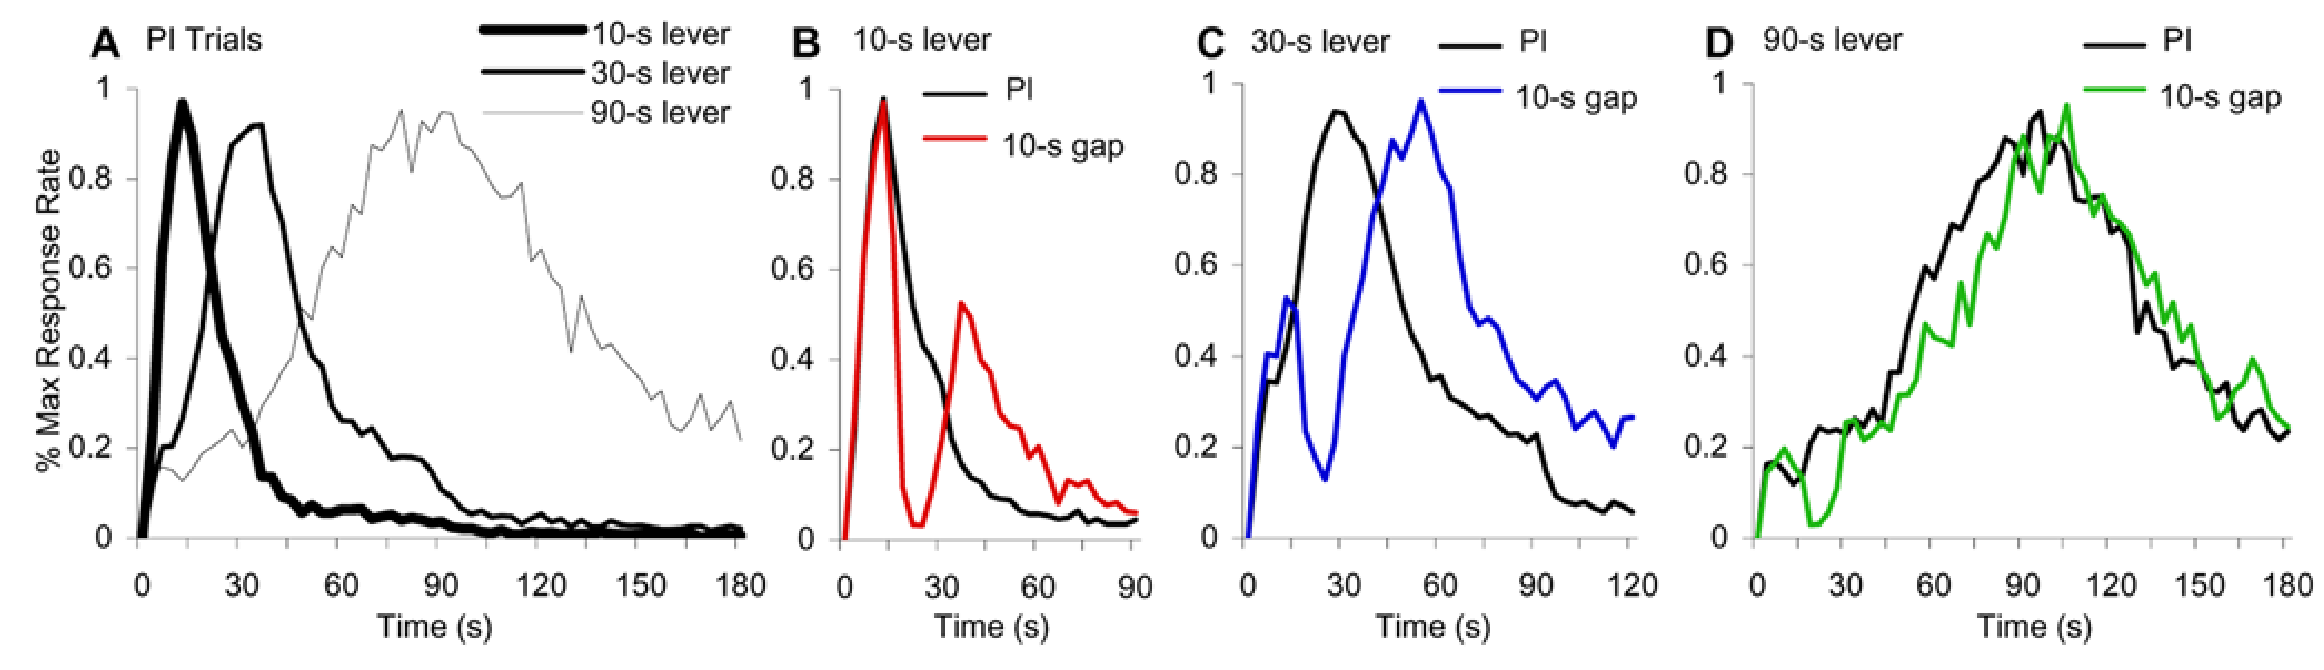 A PI Trials
10-s lever
30-s lever
90-s lever
% Max Response Rate
1
0.8
0.6
0.4
0.2
0
0 30 60 90 120 150 180
Time (s)
B 10-s lever
PI
10-s gap
1
0.8
0.6
0.4
0.2
0
0 30 60 90
Time (s)
C 30-s lever
PI
10-s gap
1
0.8
0.6
0.4
0.2
0
0 30 60 90 120
Time (s)
D 90-s lever
PI
10-s gap
1
0.8
0.6
0.4
0.2
0
0 30 60 90 120 150 180
Time (s)